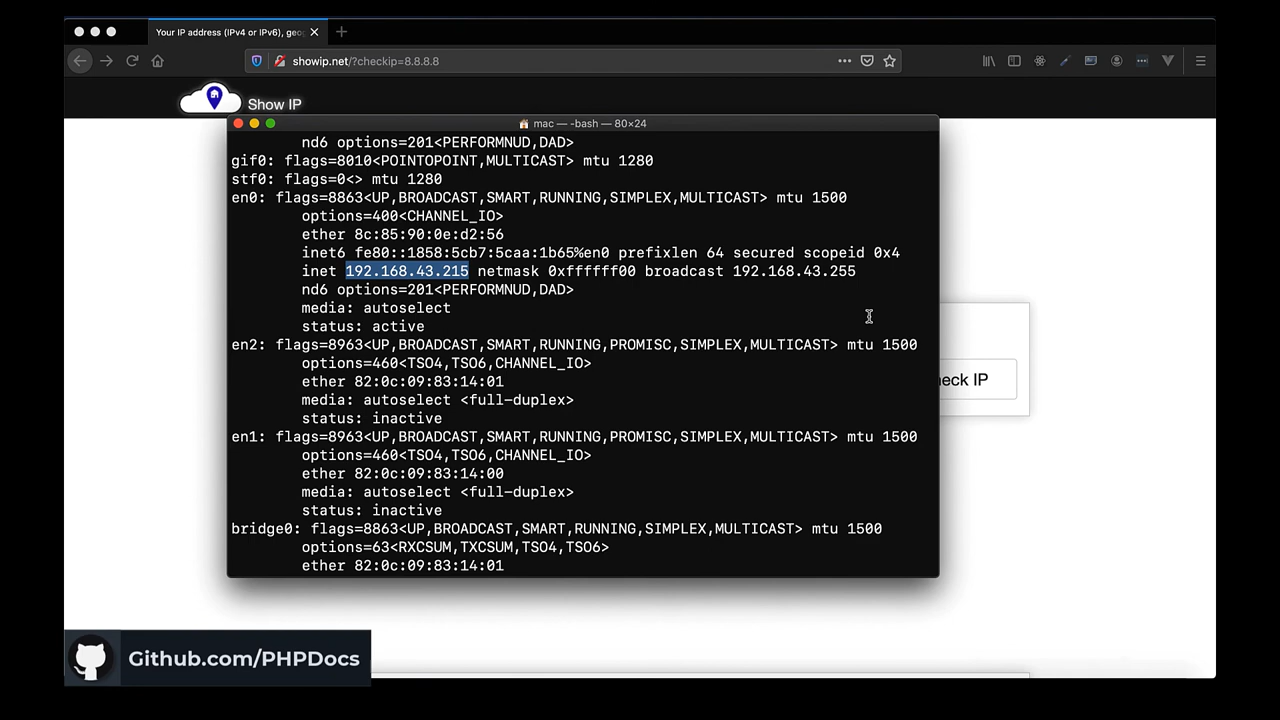 Your IP address (IPv4 or IPv6), geog
showip.net/?checkip=8.8.8.8
Show IP
mac — -bash — 80×24
nd6 options=201<PERFORMNUD,DAD>
gif0: flags=8010<POINTOPOINT,MULTICAST> mtu 1280
stf0: flags=0<> mtu 1280
en0: flags=8863<UP,BROADCAST,SMART,RUNNING,SIMPLEX,MULTICAST> mtu 1500
options=400<CHANNEL_IO>
ether 8c:85:90:0e:d2:56
inet6 fe80::1858:5cb7:5caa:1b65%en0 prefixlen 64 secured scopeid 0x4
inet 192.168.43.215 netmask 0xffffff00 broadcast 192.168.43.255
nd6 options=201<PERFORMNUD,DAD>
media: autoselect
status: active
en2: flags=8963<UP,BROADCAST,SMART,RUNNING,PROMISC,SIMPLEX,MULTICAST> mtu 1500
options=460<TSO4,TSO6,CHANNEL_IO>
ether 82:0c:09:83:14:01
media: autoselect <full-duplex>
status: inactive
en1: flags=8963<UP,BROADCAST,SMART,RUNNING,PROMISC,SIMPLEX,MULTICAST> mtu 1500
options=460<TSO4,TSO6,CHANNEL_IO>
ether 82:0c:09:83:14:00
media: autoselect <full-duplex>
status: inactive
bridge0: flags=8863<UP,BROADCAST,SMART,RUNNING,SIMPLEX,MULTICAST> mtu 1500
options=63<RXCSUM,TXCSUM,TSO4,TSO6>
ether 82:0c:09:83:14:01
eck IP
Github.com/PHPDocs